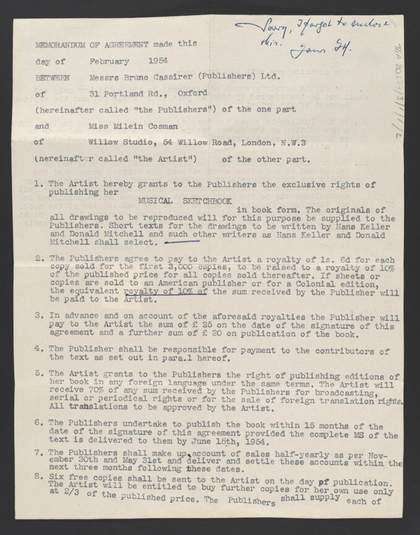 Sorry, I forgot to enclose
this.
Yours
MEMORANDUM OF AGREEMENT made this
day of February 1954
BETWEEN Messrs Bruno Cassirer (Publishers) Ltd.
of 31 Portland Rd., Oxford
(hereinafter called "the Publishers") of the one part
and Miss Milein Cosman
of Willow Studio, 54 Willow Road, London, N.W.3
(hereinafter called "the Artist") of the other part.
1. The Artist hereby grants to the Publishers the exclusive rights of
publishing her
MUSICAL SKETCHBOOK
in book form. The originals of
all drawings to be reproduced will for this purpose be supplied to the
Publishers. Short texts for the drawings to be written by Hans Keller
and Donald Mitchell and such other writers as Hans Keller and Donald
Mitchell shall select.
2. The Publishers agree to pay to the Artist a royalty of 1s. 6d for each
copy sold for the first 3,000 copies, to be raised to a royalty of 10%
of the published price for all copies sold thereafter. If sheets or
copies are sold to an American publisher or for a Colonial edition,
the equivalent royalty of 10% of the sum received by the Publisher will
be paid to the Artist.
3. In advance and on account of the aforesaid royalties the Publisher will
pay to the Artist the sum of £ 25 on the date of the signature of this
agreement and a further sum of £ 20 on publication of the book.
4. The Publisher shall be responsible for payment to the contributors of
the text as set out in para.1 hereof.
5. The Artist grants to the Publishers the right of publishing editions of
her book in any foreign language under the same terms. The Artist will
receive 70% of any sum received by the Publishers for broadcasting,
serial or periodical rights or for the sale of foreign translation rights.
All translations to be approved by the Artist.
6. The Publishers undertake to publish the book within 15 months of the
date of the signature of this agreement provided the complete MS of the
text is delivered to them by June 15th, 1954.
7. The Publishers shall make up account of sales half-yearly as per Nov-
ember 30th and May 31st and deliver and settle these accounts within the
next three months following these dates.
8. Six free copies shall be sent to the Artist on the day of publication.
The Artist will be entitled to buy further copies for her own use only
at 2/3 of the published price. The Publishers shall supply each of